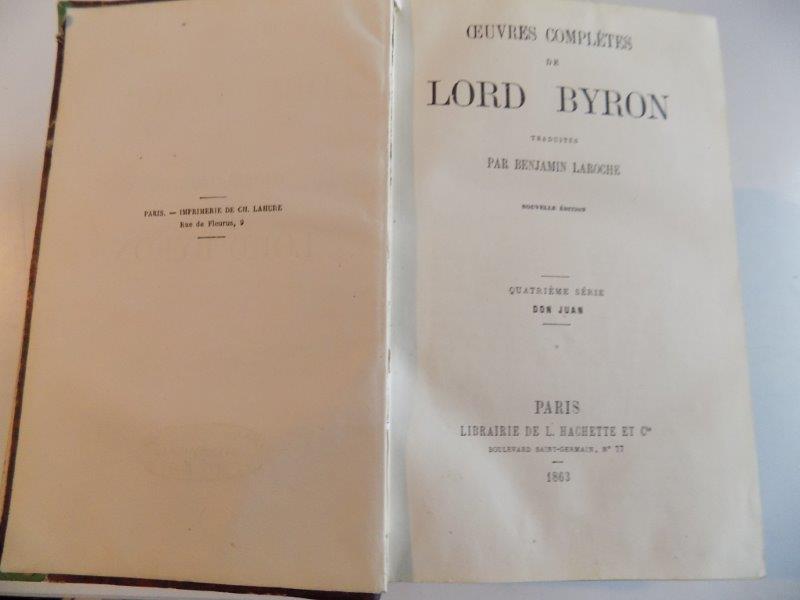 PARIS. — IMPRIMERIE DE CH. LAHURE
Rue de Fleurus, 9
ŒUVRES COMPLÈTES
DE
LORD BYRON
TRADUITES
PAR BENJAMIN LAROCHE
NOUVELLE ÉDITION
QUATRIÈME SÉRIE
DON JUAN
PARIS
LIBRAIRIE DE L. HACHETTE ET Cie
BOULEVARD SAINT-GERMAIN, N° 77
1863